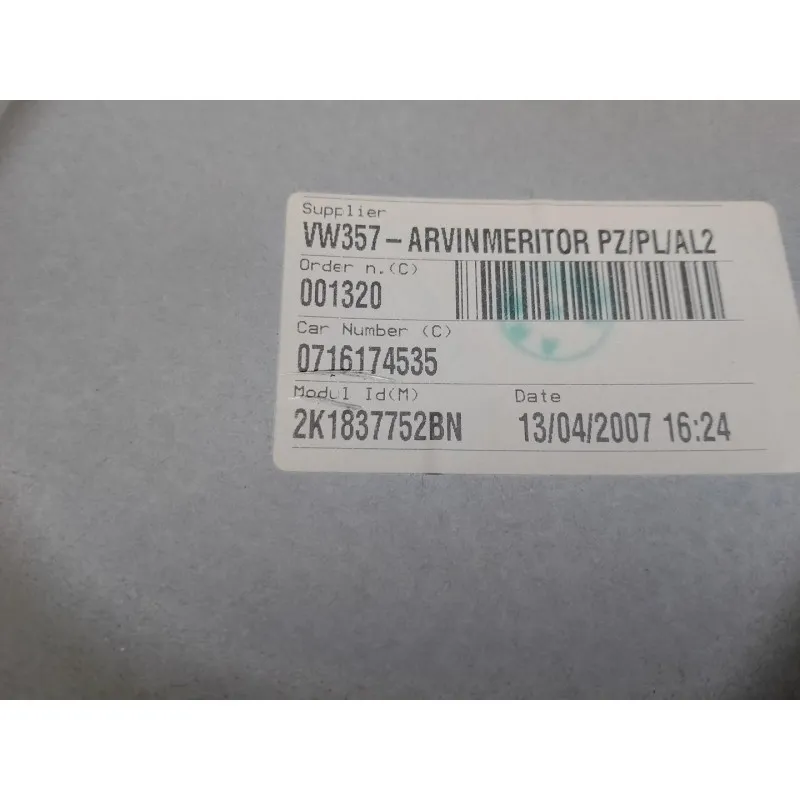 Supplier
VW357-ARVINMERITOR PZ/PL/AL2
Order n.(C)
001320
Car Number (C)
0716174535
Modul Id(M) Date
2K1837752BN 13/04/2007 16:24